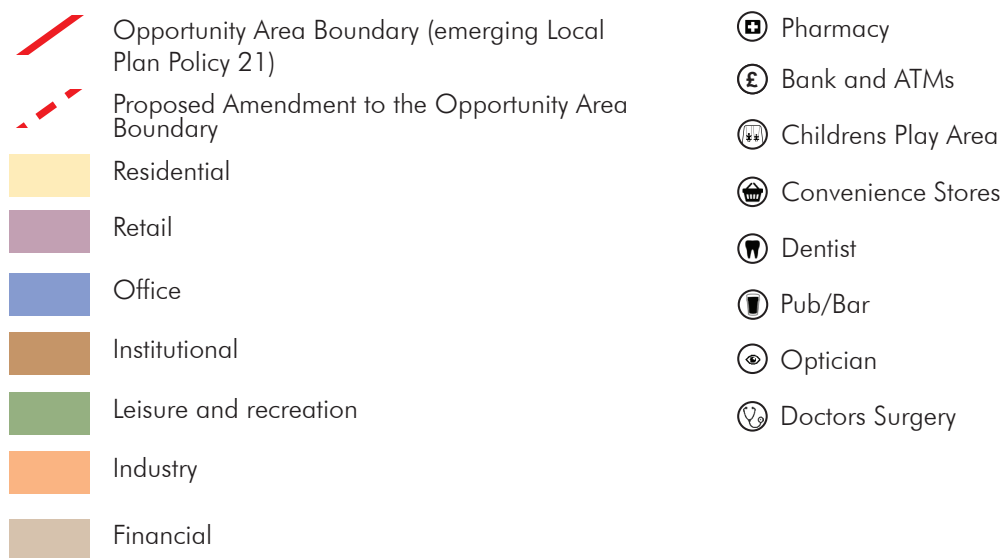 Opportunity Area Boundary (emerging Local
Plan Policy 21)
Proposed Amendment to the Opportunity Area
Boundary
Residential
Retail
Office
Institutional
Leisure and recreation
Industry
Financial
Pharmacy
£ Bank and ATMs
Childrens Play Area
Convenience Stores
Dentist
Pub/Bar
Optician
Doctors Surgery